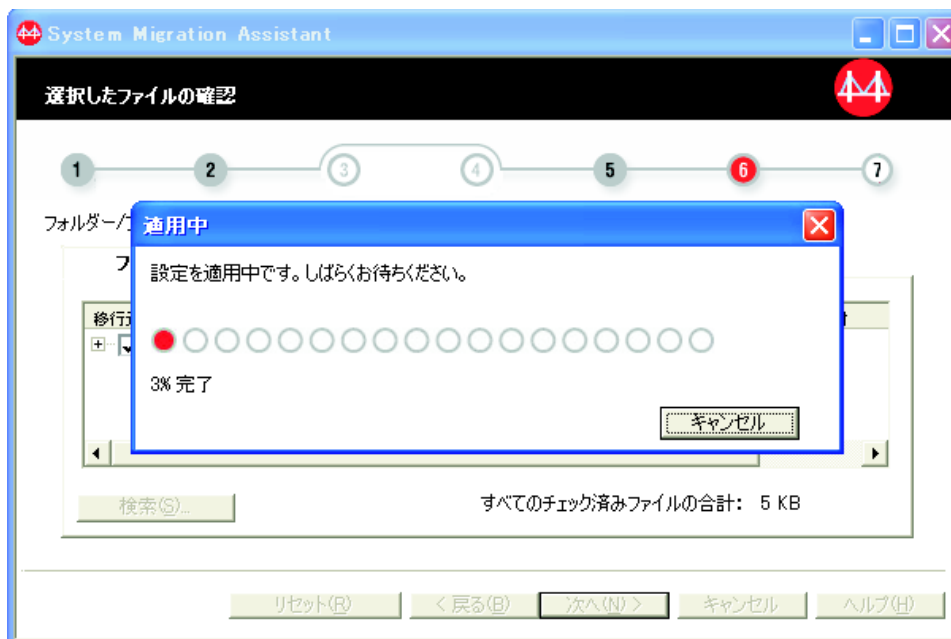 System Migration Assistant
選択したファイルの確認
1 2 3 4 5 6 7
フォルダー/
適用中
設定を適用中です。しばらくお待ちください。
移行
3% 完了
キャンセル
検索(S)...
すべてのチェック済みファイルの合計: 5 KB
リセット(R) < 戻る(B) 次へ(N) > キャンセル ヘルプ(H)